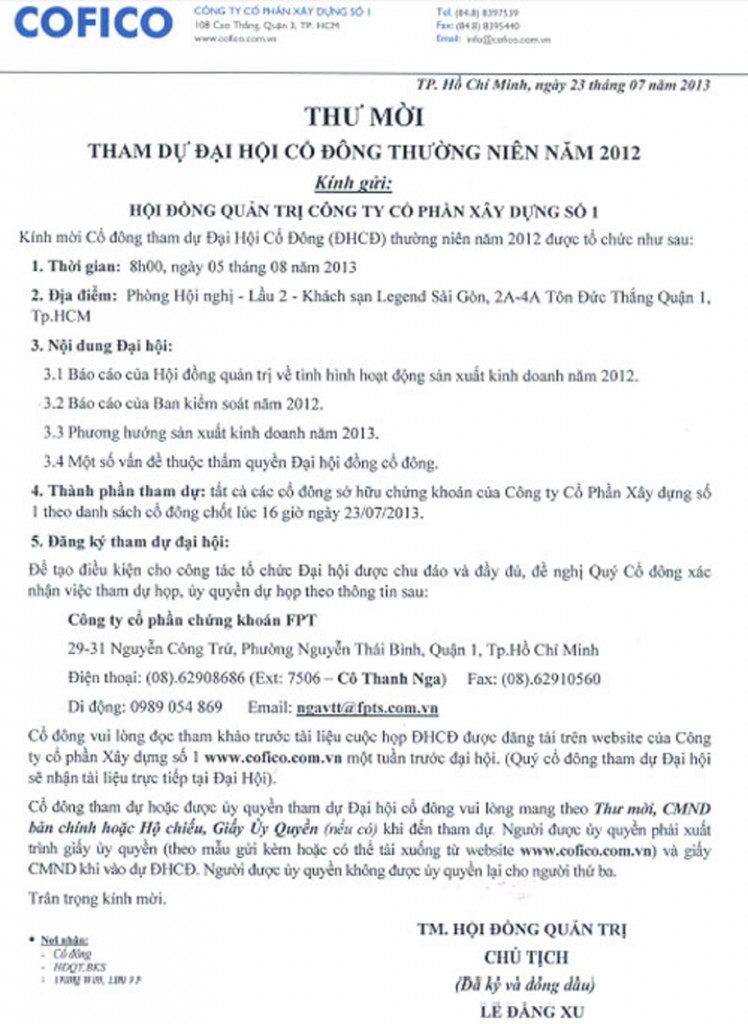 COFICO
CÔNG TY CỔ PHẦN XÂY DỰNG SỐ 1
108 Cao Thắng, Quận 3, TP. HCM
www.cofico.com.vn
Tel: (84.8) 8397539
Fax: (84.8) 8395440
Email: info@cofico.com.vn
TP. Hồ Chí Minh, ngày 23 tháng 07 năm 2013
THƯ MỜI
THAM DỰ ĐẠI HỘI CỔ ĐÔNG THƯỜNG NIÊN NĂM 2012
Kính gửi:
HỘI ĐỒNG QUẢN TRỊ CÔNG TY CỔ PHẦN XÂY DỰNG SỐ 1
Kính mời Cổ đông tham dự Đại Hội Cổ Đông (ĐHCĐ) thường niên năm 2012 được tổ chức như sau:
1. Thời gian: 8h00, ngày 05 tháng 08 năm 2013
2. Địa điểm: Phòng Hội nghị - Lầu 2 - Khách sạn Legend Sài Gòn, 2A-4A Tôn Đức Thắng Quận 1,
Tp.HCM
3. Nội dung Đại hội:
3.1 Báo cáo của Hội đồng quản trị về tình hình hoạt động sản xuất kinh doanh năm 2012.
3.2 Báo cáo của Ban kiểm soát năm 2012.
3.3 Phương hướng sản xuất kinh doanh năm 2013.
3.4 Một số vấn đề thuộc thẩm quyền Đại hội đồng cổ đông.
4. Thành phần tham dự: tất cả các cổ đông sở hữu chứng khoán của Công ty Cổ Phần Xây dựng số
1 theo danh sách cổ đông chốt lúc 16 giờ ngày 23/07/2013.
5. Đăng ký tham dự đại hội:
Để tạo điều kiện cho công tác tổ chức Đại hội được chu đáo và đầy đủ, đề nghị Quý Cổ đông xác
nhận việc tham dự họp, ủy quyền dự họp theo thông tin sau:
Công ty cổ phần chứng khoán FPT
29-31 Nguyễn Công Trứ, Phường Nguyễn Thái Bình, Quận 1, Tp.Hồ Chí Minh
Điện thoại: (08).62908686 (Ext: 7506 – Cô Thanh Nga) Fax: (08).62910560
Di động: 0989 054 869 Email: ngavtt@fpts.com.vn
Cổ đông vui lòng đọc tham khảo trước tài liệu cuộc họp ĐHCĐ được đăng tải trên website của Công
ty cổ phần Xây dựng số 1 www.cofico.com.vn một tuần trước đại hội. (Quý cổ đông tham dự Đại hội
sẽ nhận tài liệu trực tiếp tại Đại Hội).
Cổ đông tham dự hoặc được ủy quyền tham dự Đại hội cổ đông vui lòng mang theo Thư mời, CMND
bản chính hoặc Hộ chiếu, Giấy Ủy Quyền (nếu có) khi đến tham dự. Người được ủy quyền phải xuất
trình giấy ủy quyền (theo mẫu gửi kèm hoặc có thể tải xuống từ website www.cofico.com.vn) và giấy
CMND khi vào dự ĐHCĐ. Người được ủy quyền không được ủy quyền lại cho người thứ ba.
Trân trọng kính mời.
TM. HỘI ĐỒNG QUẢN TRỊ
CHỦ TỊCH
(Đã ký và đóng dấu)
LÊ ĐĂNG XU
• Nơi nhận:
- Cổ đông
- HĐQT, BKS